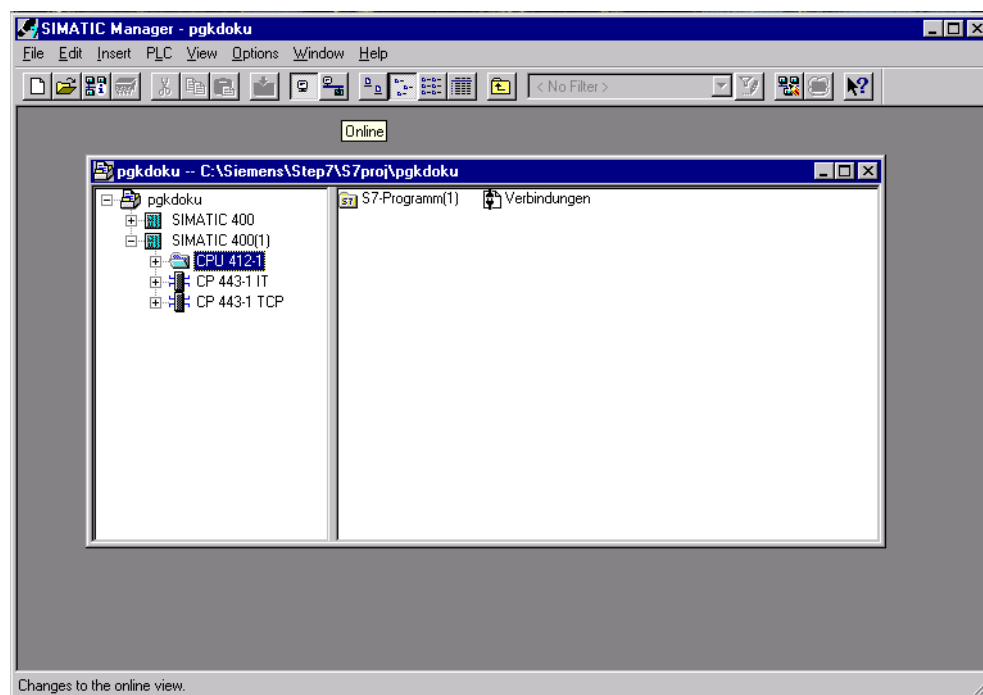 SIMATIC Manager - pgkdoku
File Edit Insert PLC View Options Window Help
< No Filter >
Online
pgkdoku -- C:\Siemens\Step7\S7proj\pgkdoku
pgkdoku
SIMATIC 400
SIMATIC 400(1)
CPU 412-1
CP 443-1 IT
CP 443-1 TCP
S7-Programm(1) Verbindungen
Changes to the online view.